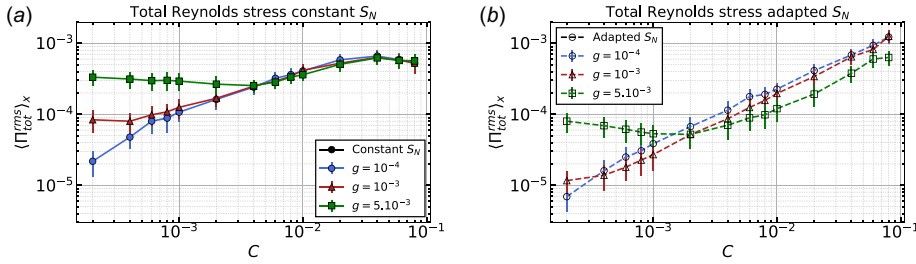 (a)
Total Reynolds stress constant S_N
⟨Π_tot^rms⟩_x
10^−3
10^−4
10^−5
Constant S_N
g = 10^−4
g = 10^−3
g = 5.10^−3
10^−3
10^−2
10^−1
C
(b)
Total Reynolds stress adapted S_N
⟨Π_tot^rms⟩_x
10^−3
10^−4
10^−5
Adapted S_N
g = 10^−4
g = 10^−3
g = 5.10^−3
10^−3
10^−2
10^−1
C